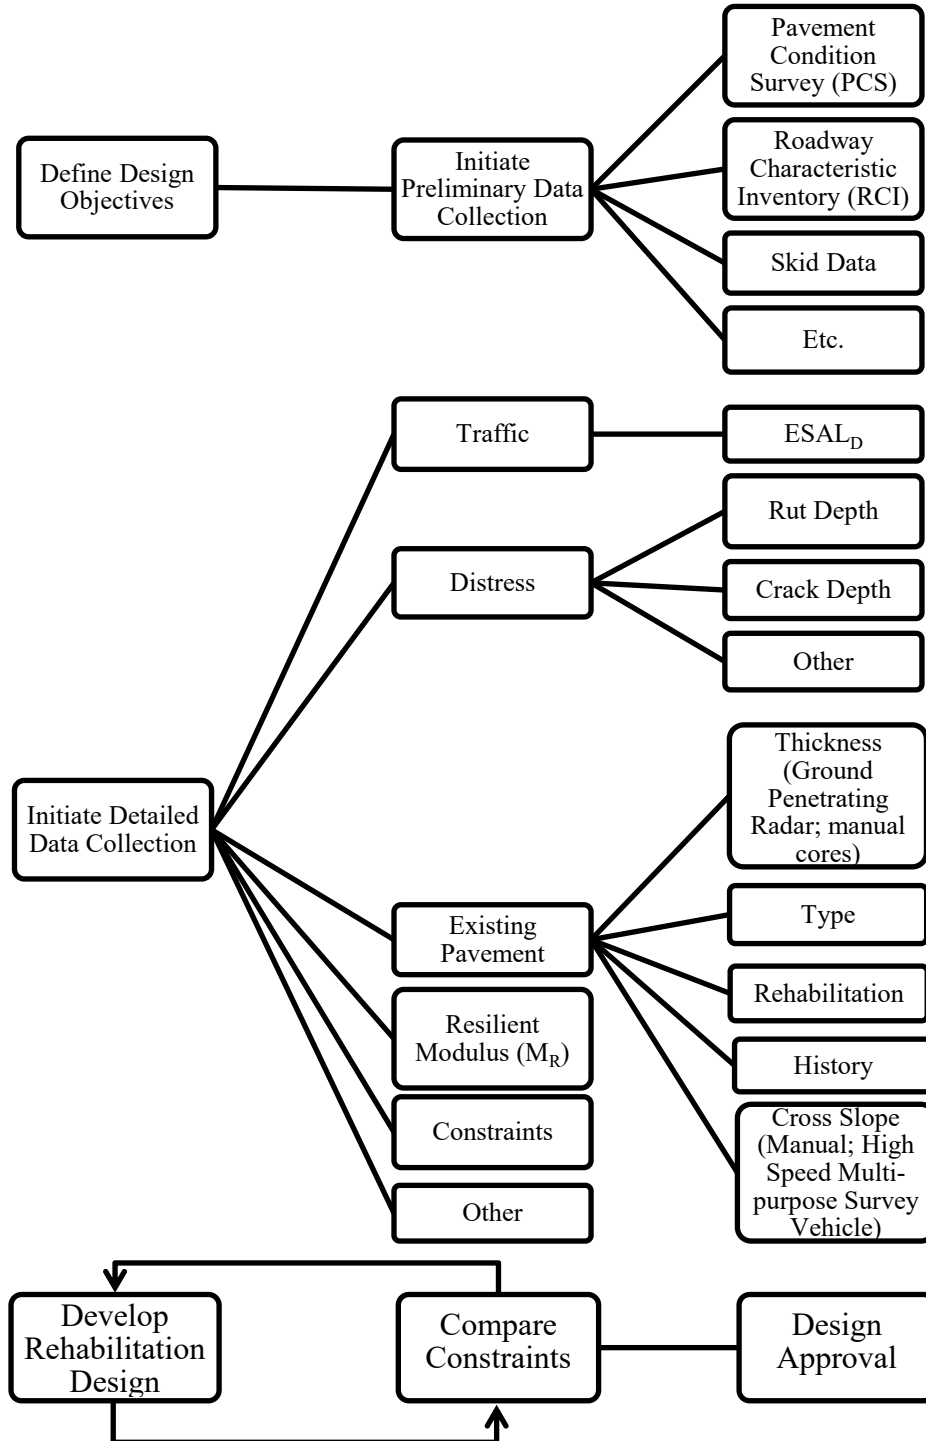 Pavement
Condition
Survey (PCS)
Define Design
Objectives
Initiate
Preliminary Data
Collection
Roadway
Characteristic
Inventory (RCI)
Skid Data
Etc.
Traffic
ESAL_D
Rut Depth
Distress
Crack Depth
Other
Initiate Detailed
Data Collection
Thickness
(Ground
Penetrating
Radar; manual
cores)
Existing
Pavement
Type
Rehabilitation
History
Cross Slope
(Manual; High
Speed Multi-
purpose Survey
Vehicle)
Resilient
Modulus (M_R)
Constraints
Other
Develop
Rehabilitation
Design
Compare
Constraints
Design
Approval